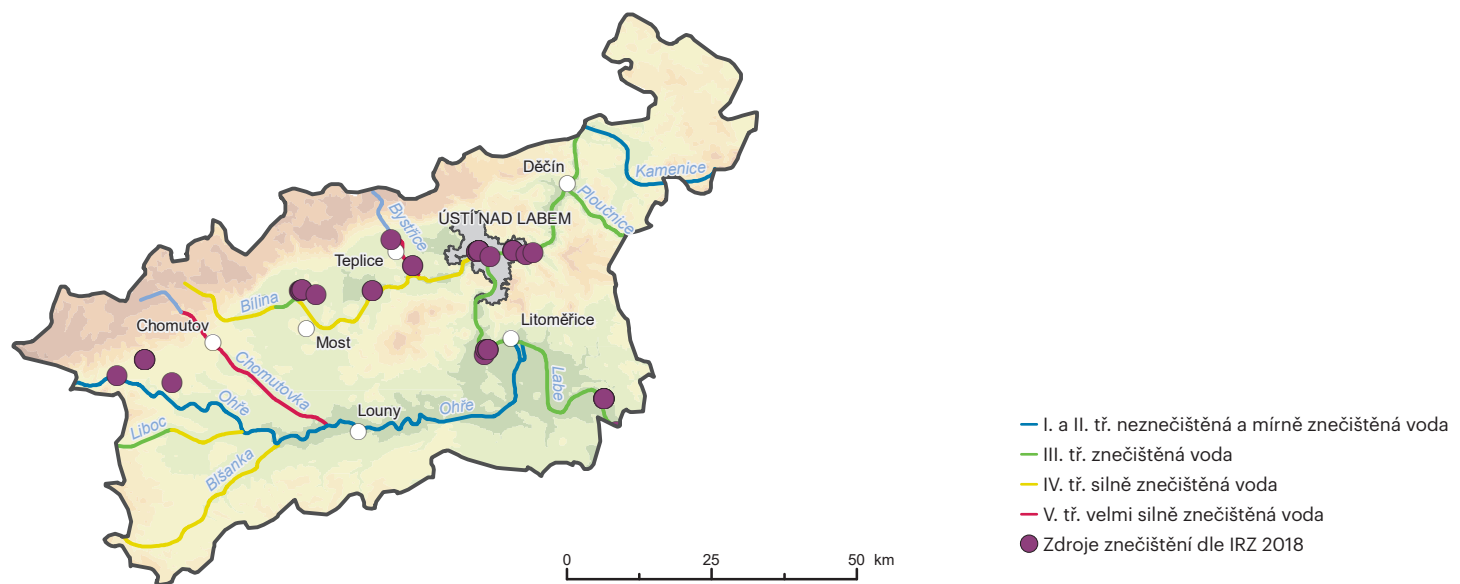 Děčín
Kamenice
Ploučnice
Bystřice
ÚSTÍ NAD LABEM
Teplice
Bílina
Chomutov
Most
Litoměřice
Chomutovka
Labe
Ohře
Louny
Ohře
Liboc
Blšanka
I. a II. tř. neznečištěná a mírně znečištěná voda
III. tř. znečištěná voda
IV. tř. silně znečištěná voda
V. tř. velmi silně znečištěná voda
Zdroje znečištění dle IRZ 2018
0 25 50 km